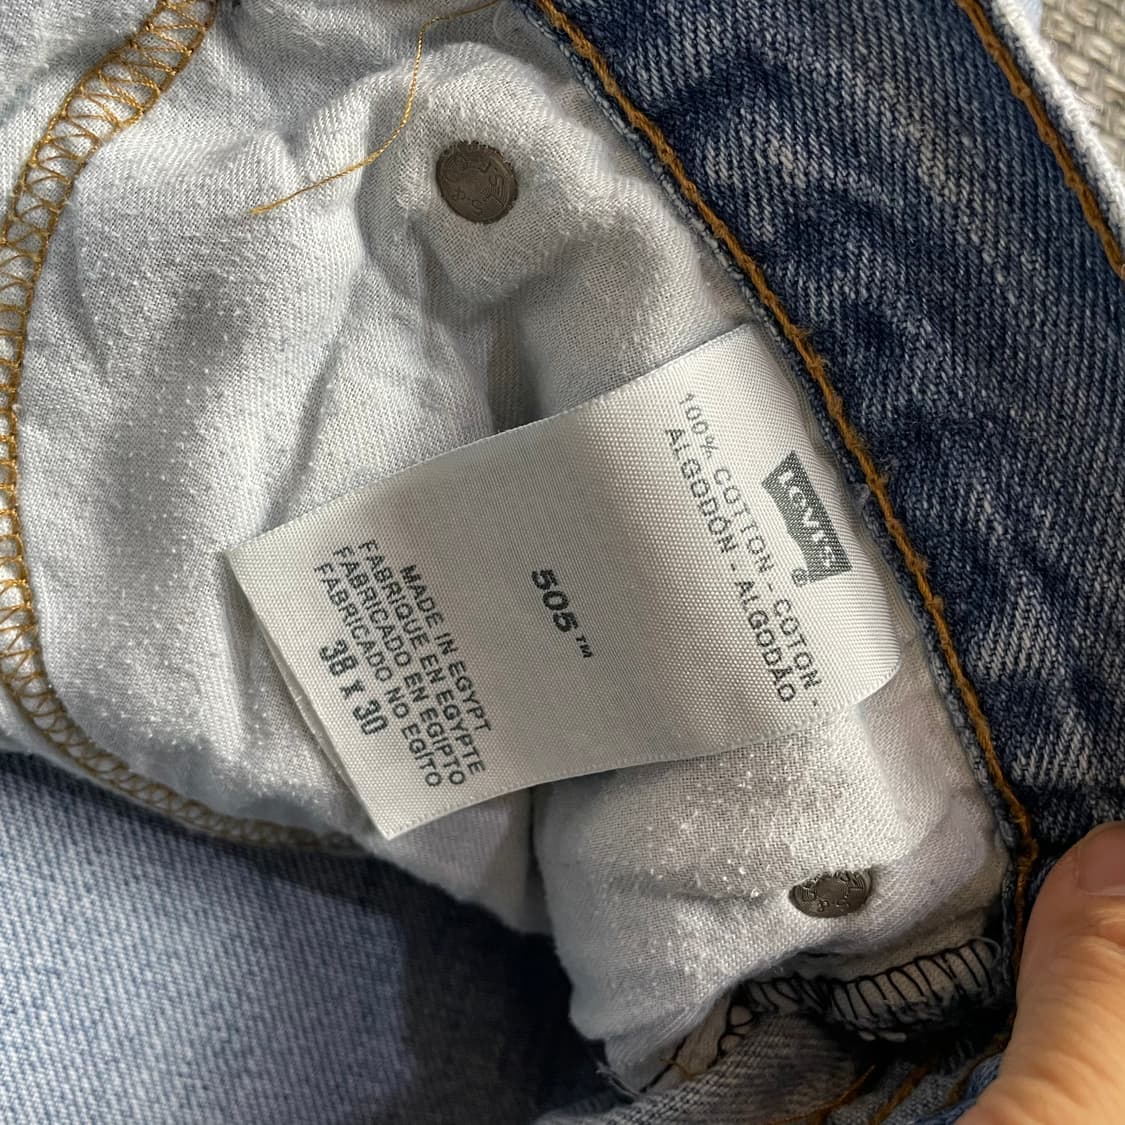 Levi's®
100% COTTON - COTON -
ALGODÓN - ALGODÃO
505™
MADE IN EGYPT
FABRIQUE EN EGYPTE
FABRICADO EN EGIPTO
FABRICADO NO EGÍTO
38 X 30